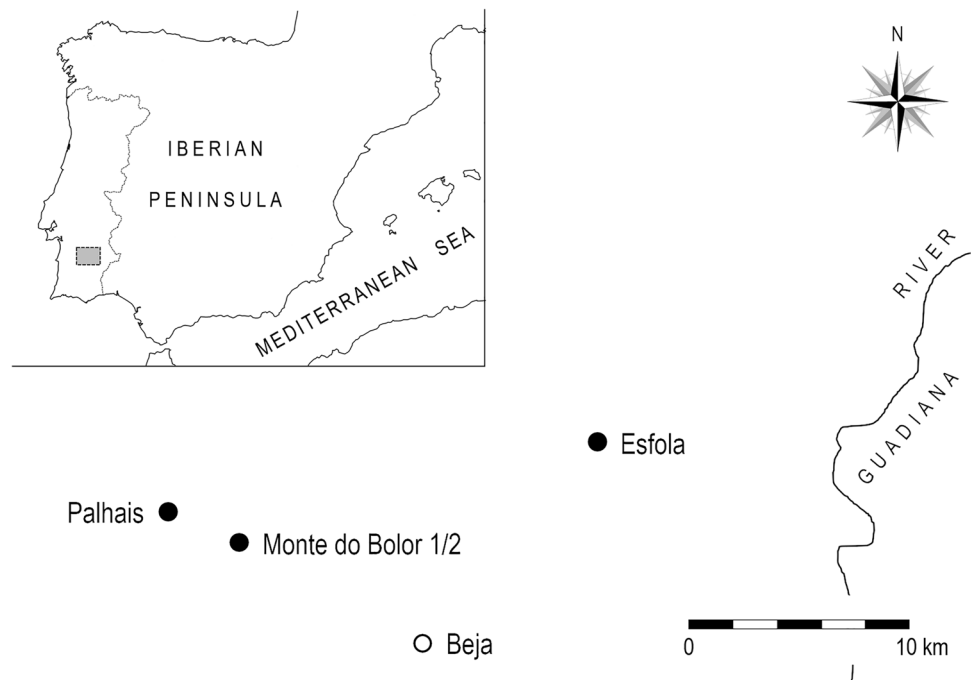 N
IBERIAN
PENINSULA
MEDITERRANEAN SEA
RIVER
GUADIANA
Esfola
Palhais
Monte do Bolor 1/2
Beja
0 10 km